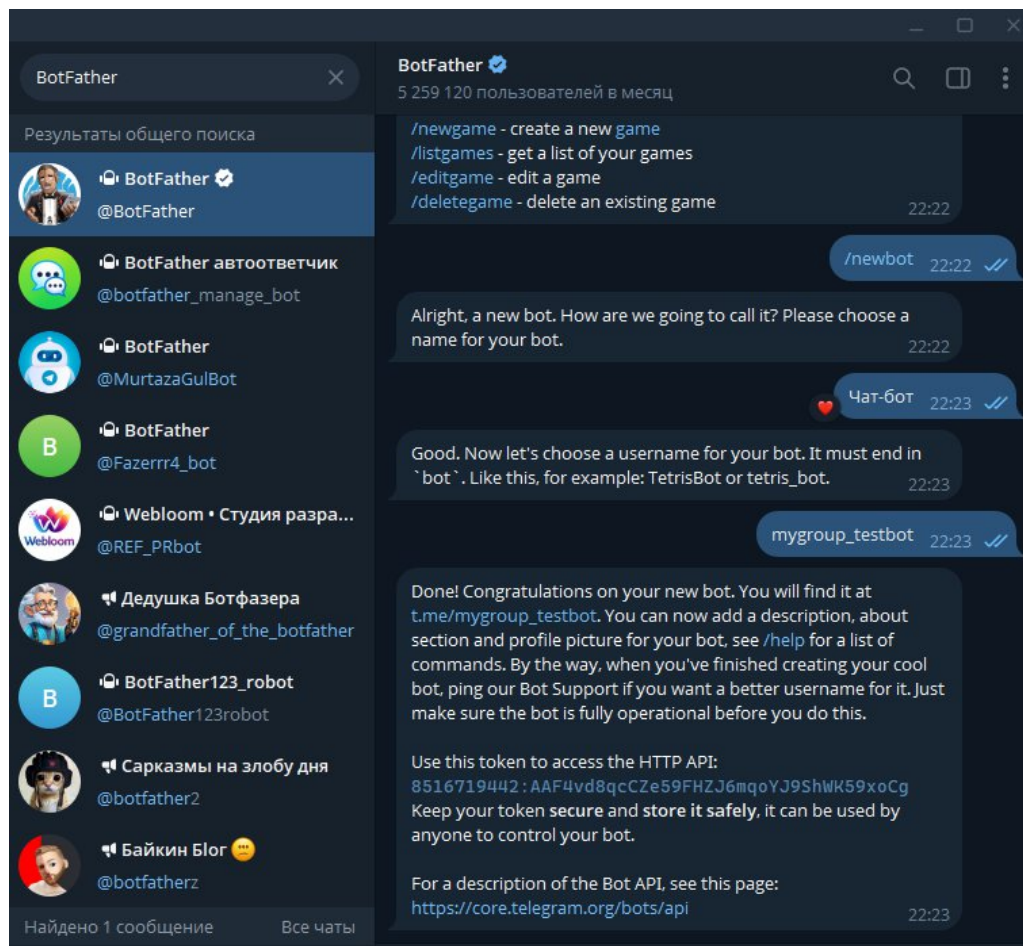 BotFather
Результаты общего поиска
BotFather
@BotFather
BotFather автоответчик
@botfather_manage_bot
BotFather
@MurtazaGulBot
B
BotFather
@Fazerrr4_bot
Webloom
Webloom • Студия разра...
@REF_PRbot
Дедушка Ботфазера
@grandfather_of_the_botfather
B
BotFather123_robot
@BotFather123robot
Сарказмы на злобу дня
@botfather2
Байкин Блог
@botfatherz
Найдено 1 сообщение Все чаты
BotFather
5 259 120 пользователей в месяц
/newgame - create a new game
/listgames - get a list of your games
/editgame - edit a game
/deletegame - delete an existing game
22:22
/newbot 22:22
Alright, a new bot. How are we going to call it? Please choose a
name for your bot.
22:22
Чат-бот 22:23
Good. Now let's choose a username for your bot. It must end in
`bot`. Like this, for example: TetrisBot or tetris_bot.
22:23
mygroup_testbot 22:23
Done! Congratulations on your new bot. You will find it at
t.me/mygroup_testbot. You can now add a description, about
section and profile picture for your bot, see /help for a list of
commands. By the way, when you've finished creating your cool
bot, ping our Bot Support if you want a better username for it. Just
make sure the bot is fully operational before you do this.
Use this token to access the HTTP API:
8516719442:AAF4vd8qcCZe59FHZJ6mqoYJ9ShWK59xoCg
Keep your token secure and store it safely, it can be used by
anyone to control your bot.
For a description of the Bot API, see this page:
https://core.telegram.org/bots/api
22:23